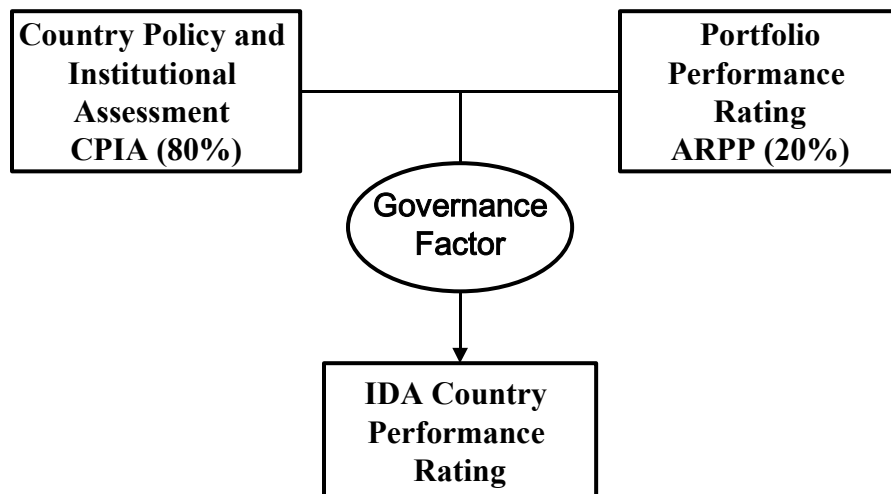 Country Policy and
Institutional
Assessment
CPIA (80%)
Portfolio
Performance
Rating
ARPP (20%)
Governance
Factor
IDA Country
Performance
Rating